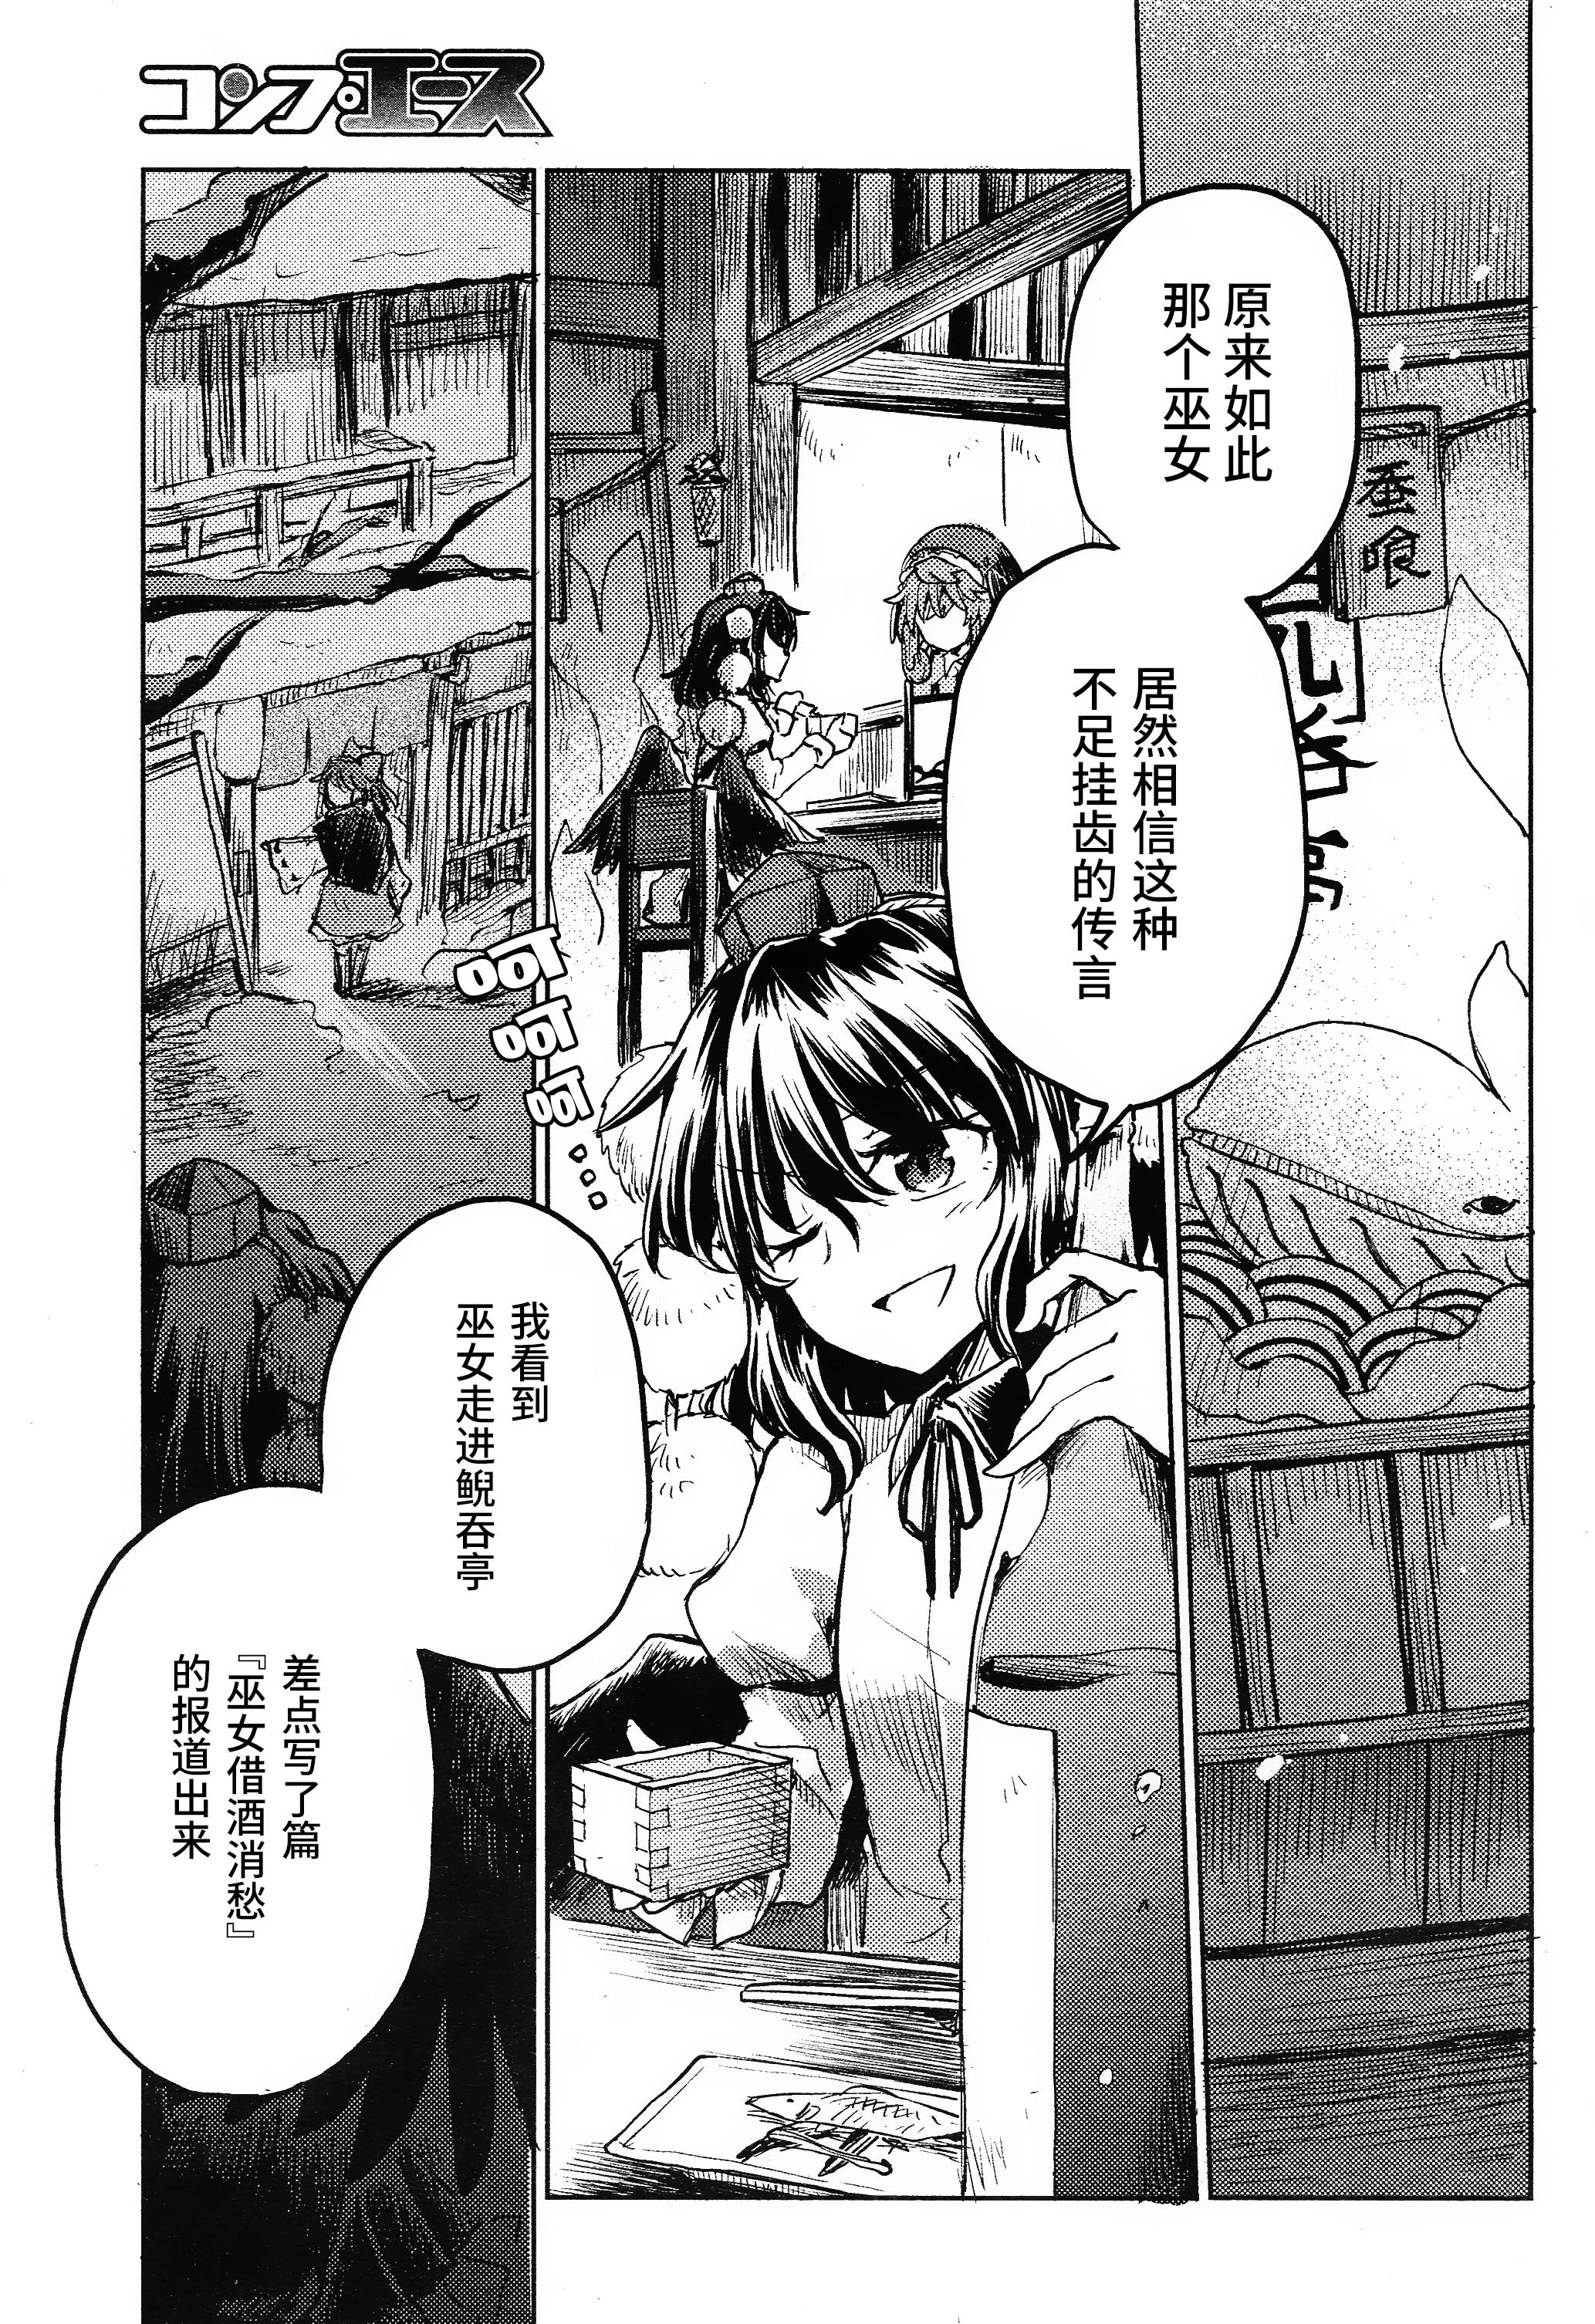 コンプ・エース
原来如此
那个巫女
蚕喰
居然相信这种
不足挂齿的传言
呵
呵
呵…
我看到
巫女走进鲵吞亭
差点写了篇
『巫女借酒消愁』
的报道出来